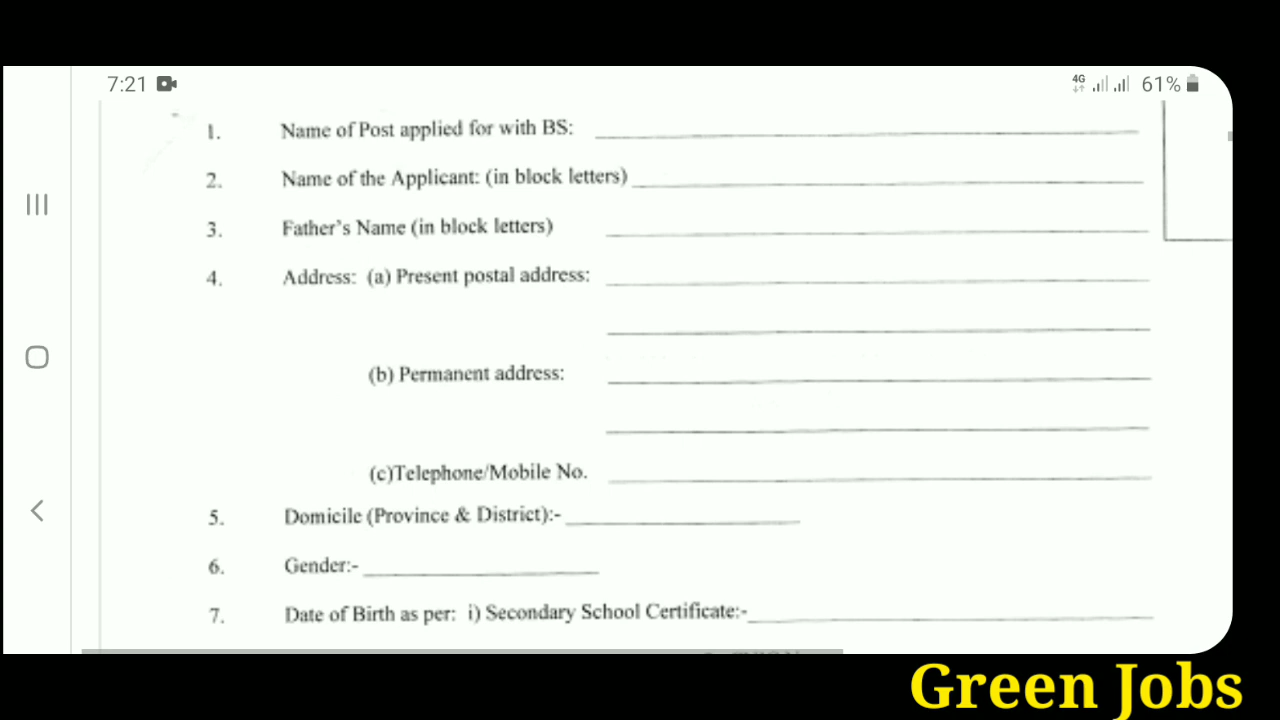 7:21 4G 61%
1. Name of Post applied for with BS:
2. Name of the Applicant: (in block letters)
3. Father's Name (in block letters)
4. Address: (a) Present postal address:
(b) Permanent address:
(c)Telephone/Mobile No.
5. Domicile (Province & District):-
6. Gender:-
7. Date of Birth as per: i) Secondary School Certificate:-
Green Jobs